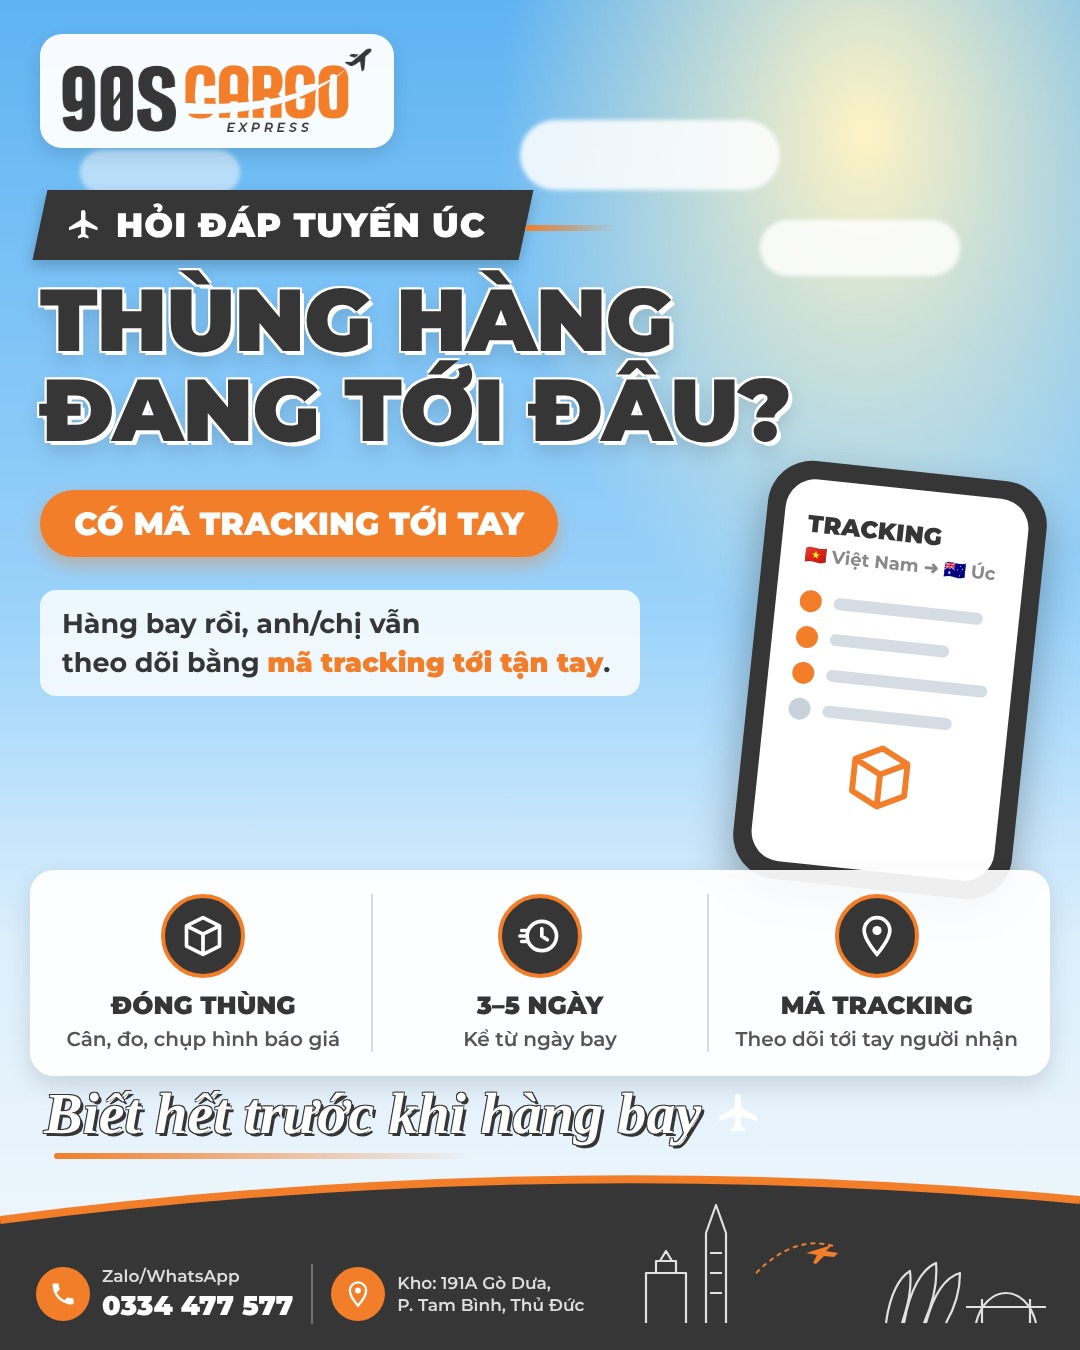 90S CARGO
EXPRESS
HỎI ĐÁP TUYẾN ÚC
THÙNG HÀNG
ĐANG TỚI ĐÂU?
CÓ MÃ TRACKING TỚI TAY
Hàng bay rồi, anh/chị vẫn
theo dõi bằng mã tracking tới tận tay.
TRACKING
🇻🇳 Việt Nam ➜ 🇦🇺 Úc
ĐÓNG THÙNG
Cân, đo, chụp hình báo giá
3–5 NGÀY
Kể từ ngày bay
MÃ TRACKING
Theo dõi tới tay người nhận
Biết hết trước khi hàng bay
Zalo/WhatsApp
0334 477 577
Kho: 191A Gò Dưa,
P. Tam Bình, Thủ Đức